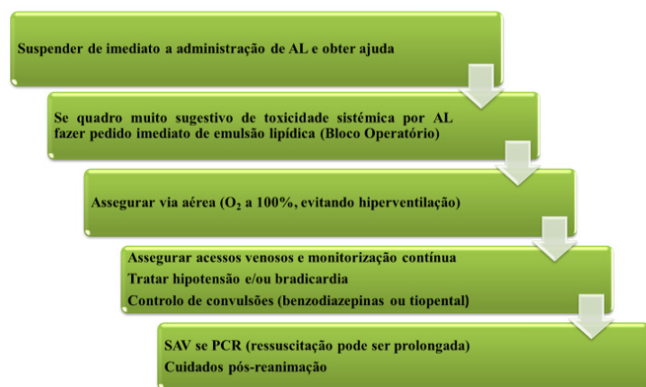 Suspender de imediato a administração de AL e obter ajuda
Se quadro muito sugestivo de toxicidade sistémica por AL
fazer pedido imediato de emulsão lipídica (Bloco Operatório)
Assegurar via aérea (O₂ a 100%, evitando hiperventilação)
Assegurar acessos venosos e monitorização contínua
Tratar hipotensão e/ou bradicardia
Controlo de convulsões (benzodiazepinas ou tiopental)
SAV se PCR (ressuscitação pode ser prolongada)
Cuidados pós-reanimação